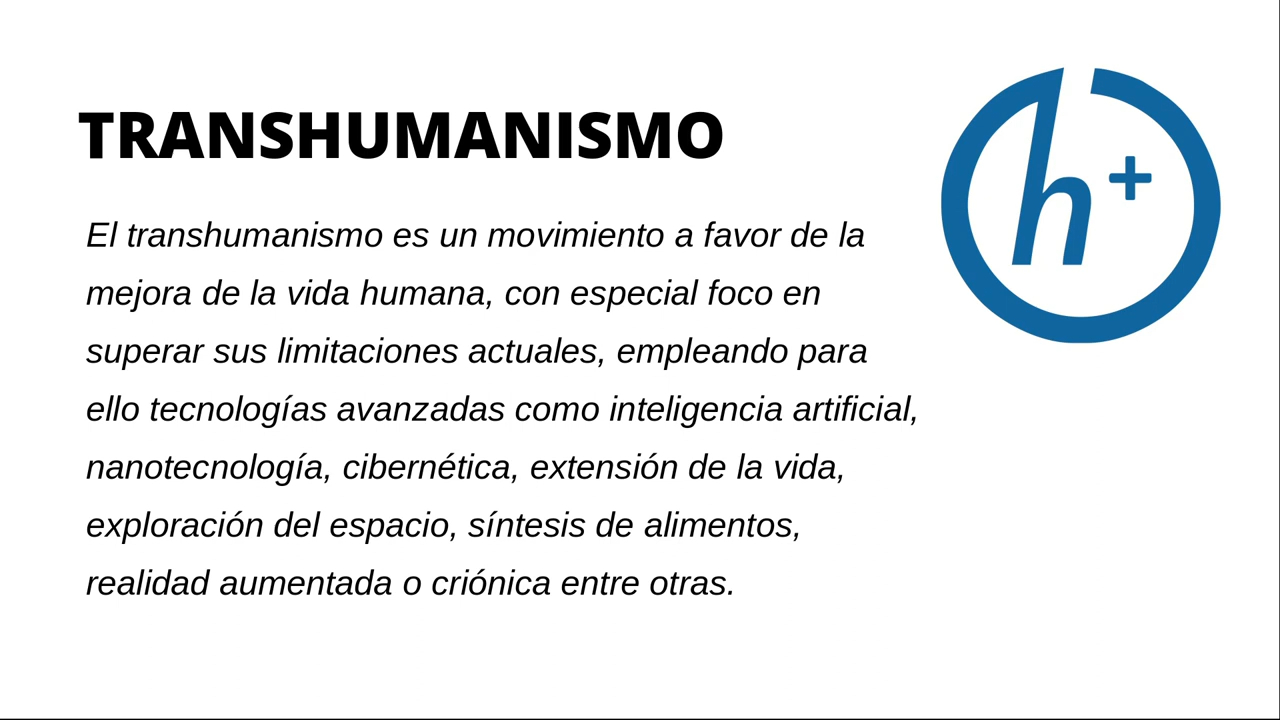 TRANSHUMANISMO
h+
El transhumanismo es un movimiento a favor de la
mejora de la vida humana, con especial foco en
superar sus limitaciones actuales, empleando para
ello tecnologías avanzadas como inteligencia artificial,
nanotecnología, cibernética, extensión de la vida,
exploración del espacio, síntesis de alimentos,
realidad aumentada o criónica entre otras.